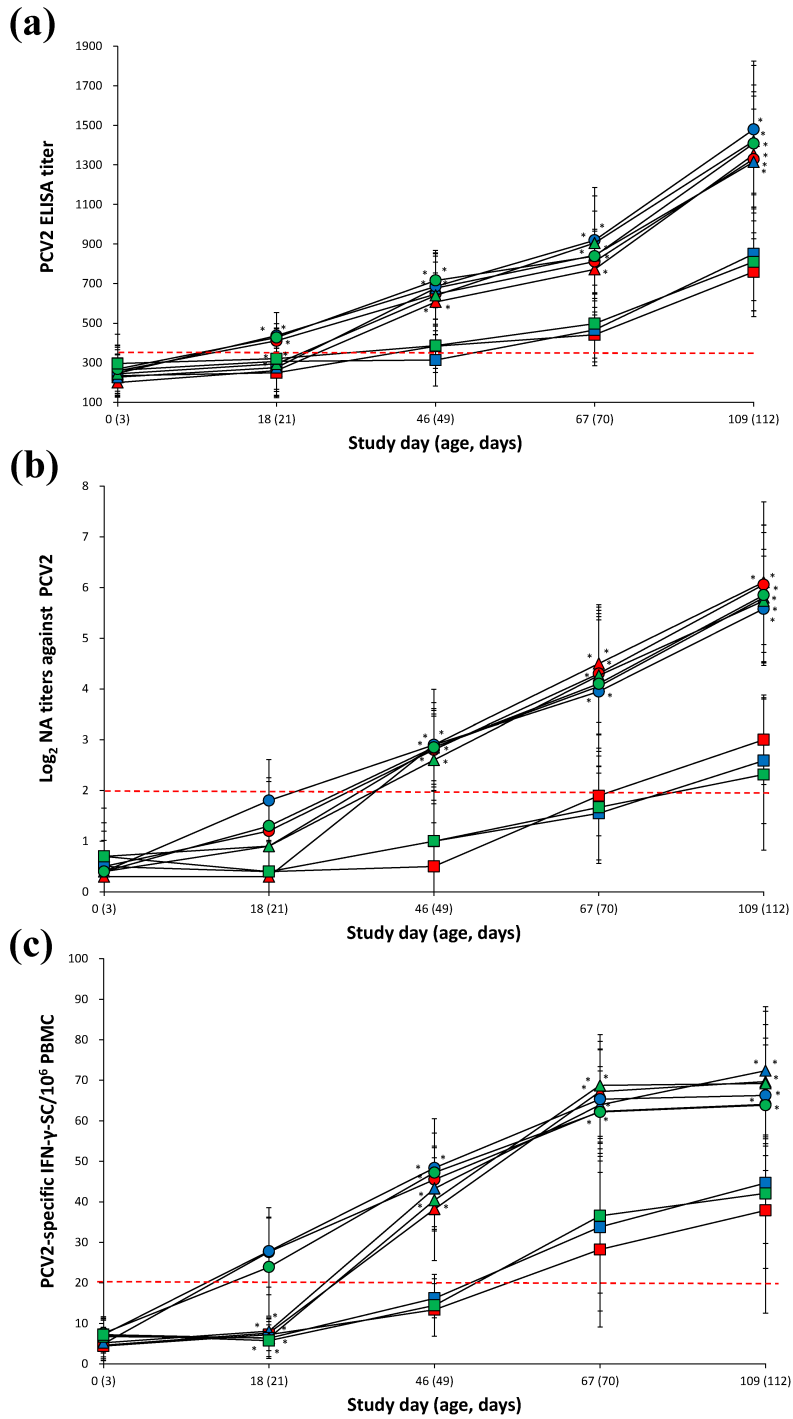 (a)
1900
1700
1500
1300
1100
900
700
500
300
100
PCV2 ELISA titer
0 (3) 18 (21) 46 (49) 67 (70) 109 (112)
Study day (age, days)
(b)
8
7
6
5
4
3
2
1
0
Log2 NA titers against PCV2
0 (3) 18 (21) 46 (49) 67 (70) 109 (112)
Study day (age, days)
(c)
100
90
80
70
60
50
40
30
20
10
0
PCV2-specific IFN-γ-SC/10⁶ PBMC
0 (3) 18 (21) 46 (49) 67 (70) 109 (112)
Study day (age, days)